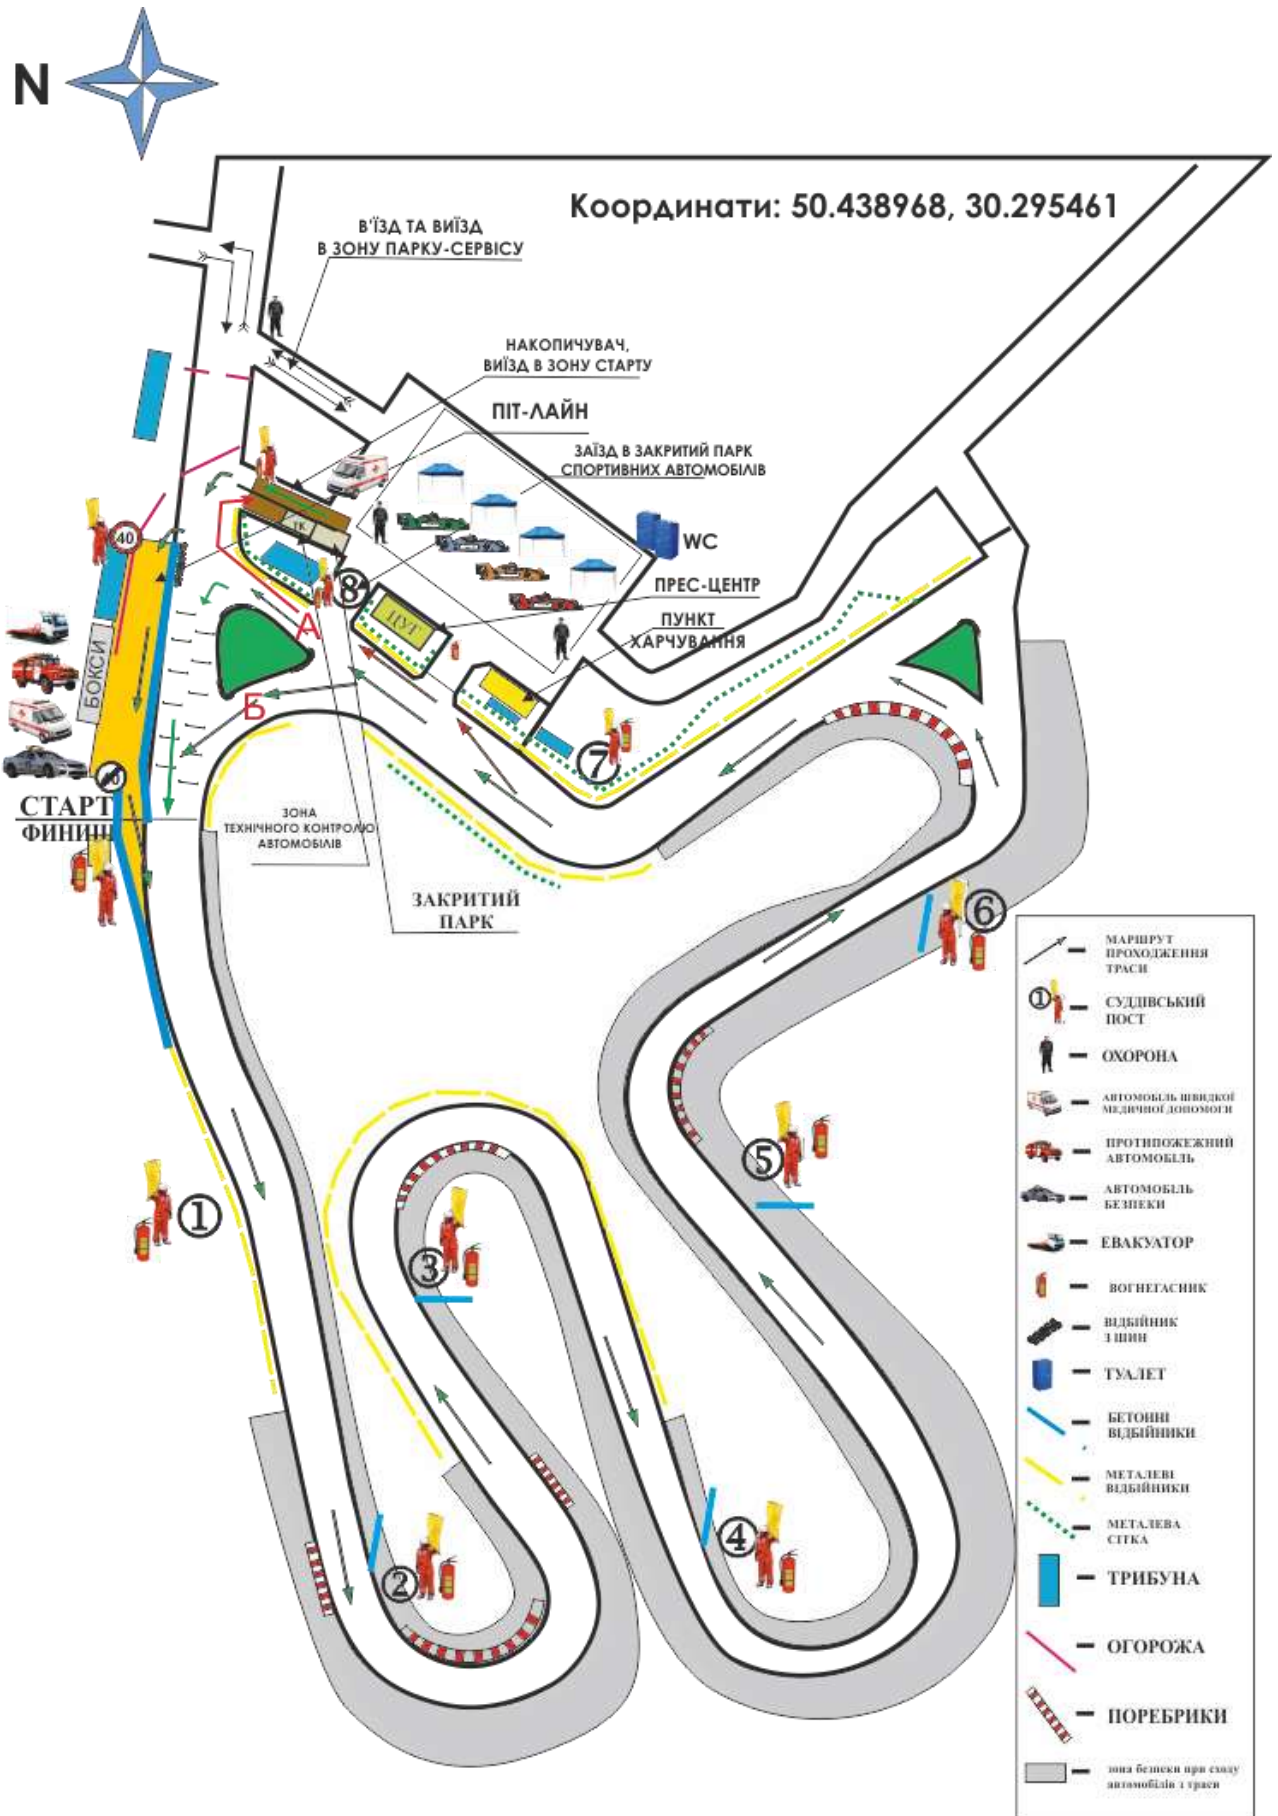 N
Координати: 50.438968, 30.295461
В'ЇЗД ТА ВИЇЗД
В ЗОНУ ПАРКУ-СЕРВІСУ
НАКОПИЧУВАЧ,
ВИЇЗД В ЗОНУ СТАРТУ
ПІТ-ЛАЙН
ЗАЇЗД В ЗАКРИТИЙ ПАРК
СПОРТИВНИХ АВТОМОБІЛІВ
WC
ТК
40
8
ПРЕС-ЦЕНТР
ЦУГ
ПУНКТ
ХАРЧУВАННЯ
А
БОКСИ
Б
7
СТАРТ
ФИНИШ
ЗОНА
ТЕХНІЧНОГО КОНТРОЛЮ
АВТОМОБІЛІВ
ЗАКРИТИЙ
ПАРК
6
5
1
3
4
2
МАРШРУТ
ПРОХОДЖЕННЯ
ТРАСИ
1
СУДДІВСЬКИЙ
ПОСТ
ОХОРОНА
АВТОМОБІЛЬ ШВИДКОЇ
МЕДИЧНОЇ ДОПОМОГИ
ПРОТИПОЖЕЖНИЙ
АВТОМОБІЛЬ
АВТОМОБІЛЬ
БЕЗПЕКИ
ЕВАКУАТОР
ВОГНЕГАСНИК
ВІДБІЙНИК
З ШИН
ТУАЛЕТ
БЕТОННІ
ВІДБІЙНИКИ
МЕТАЛЕВІ
ВІДБІЙНИКИ
МЕТАЛЕВА
СІТКА
ТРИБУНА
ОГОРОЖА
ПОРЕБРИКИ
зона безпеки при сходу
автомобілів з траси